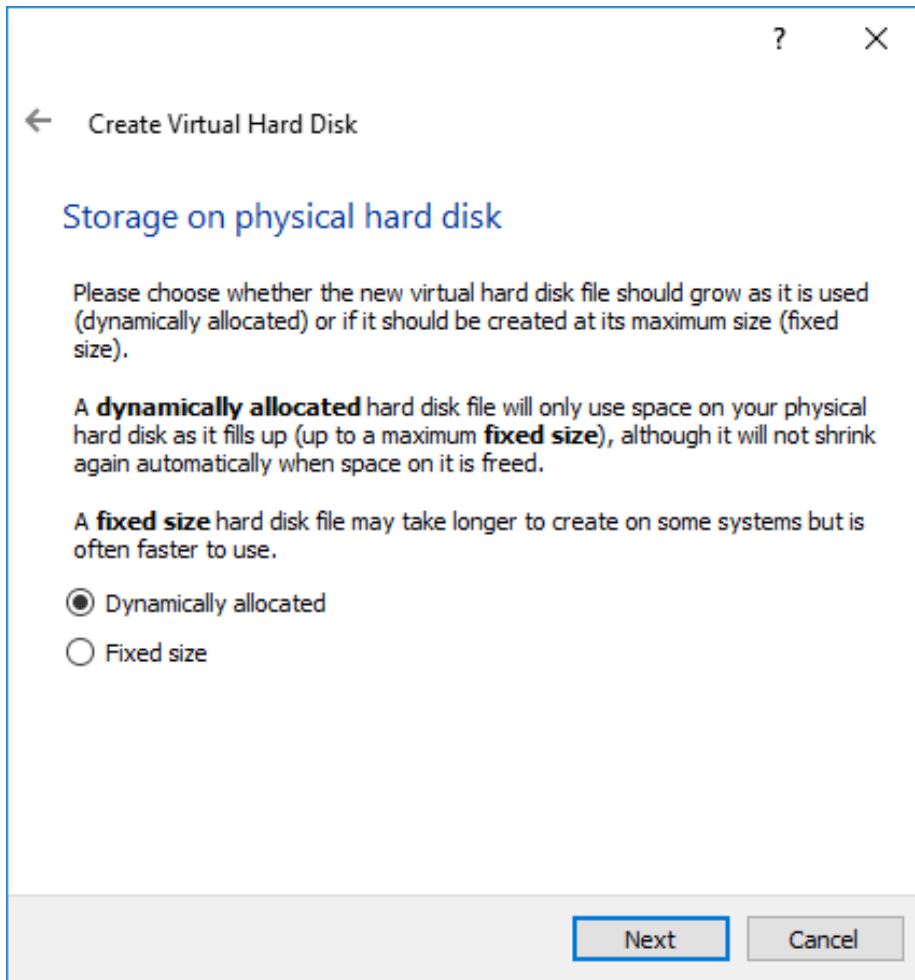 ?
Create Virtual Hard Disk
Storage on physical hard disk
Please choose whether the new virtual hard disk file should grow as it is used
(dynamically allocated) or if it should be created at its maximum size (fixed
size).
A dynamically allocated hard disk file will only use space on your physical
hard disk as it fills up (up to a maximum fixed size), although it will not shrink
again automatically when space on it is freed.
A fixed size hard disk file may take longer to create on some systems but is
often faster to use.
Dynamically allocated
Fixed size
Next Cancel